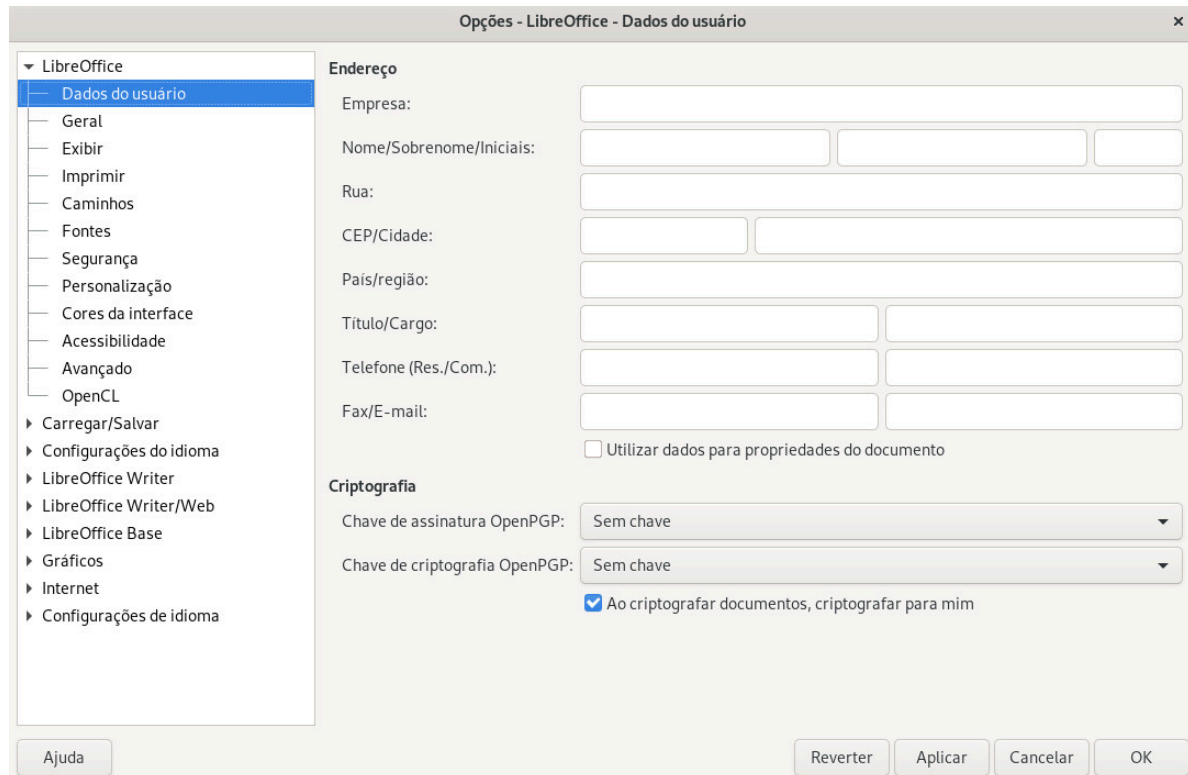 Opções - LibreOffice - Dados do usuário
LibreOffice
Dados do usuário
Geral
Exibir
Imprimir
Caminhos
Fontes
Segurança
Personalização
Cores da interface
Acessibilidade
Avançado
OpenCL
Carregar/Salvar
Configurações do idioma
LibreOffice Writer
LibreOffice Writer/Web
LibreOffice Base
Gráficos
Internet
Configurações de idioma
Endereço
Empresa:
Nome/Sobrenome/Iniciais:
Rua:
CEP/Cidade:
País/região:
Título/Cargo:
Telefone (Res./Com.):
Fax/E-mail:
Utilizar dados para propriedades do documento
Criptografia
Chave de assinatura OpenPGP: Sem chave
Chave de criptografia OpenPGP: Sem chave
Ao criptografar documentos, criptografar para mim
Ajuda Reverter Aplicar Cancelar OK